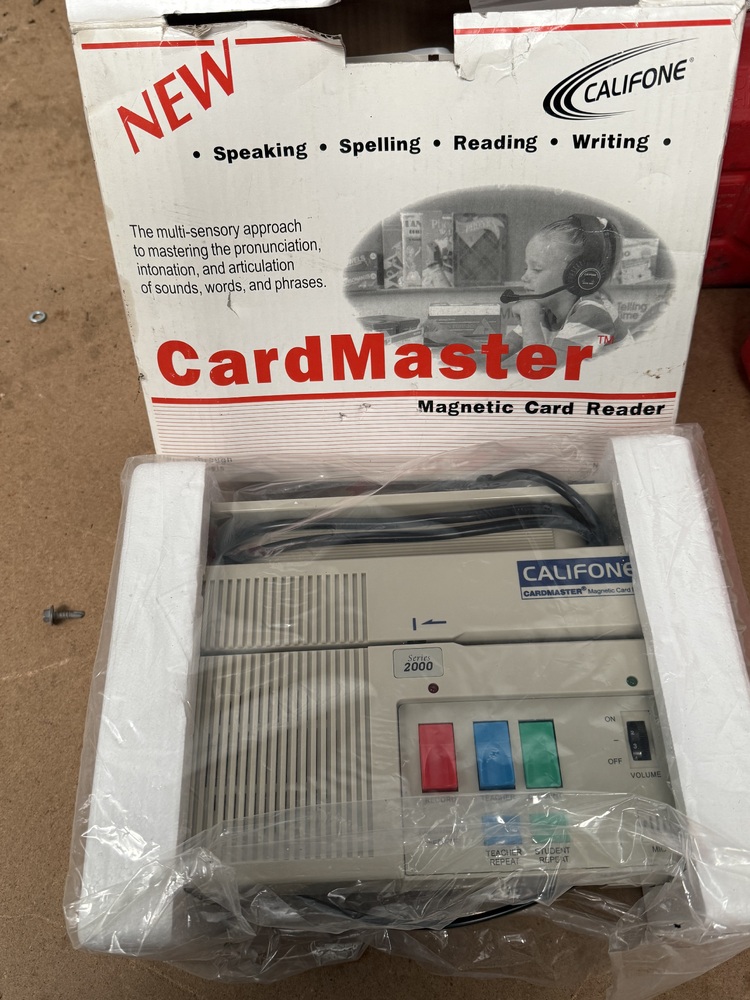 NEW
CALIFONE®
• Speaking • Spelling • Reading • Writing •
The multi-sensory approach
to mastering the pronunciation,
intonation, and articulation
of sounds, words, and phrases.
CardMaster™
Magnetic Card Reader
CALIFONE
CARDMASTER® Magnetic Card
Series
2000
ON
OFF
VOLUME
TEACHER
REPEAT
STUDENT
REPEAT